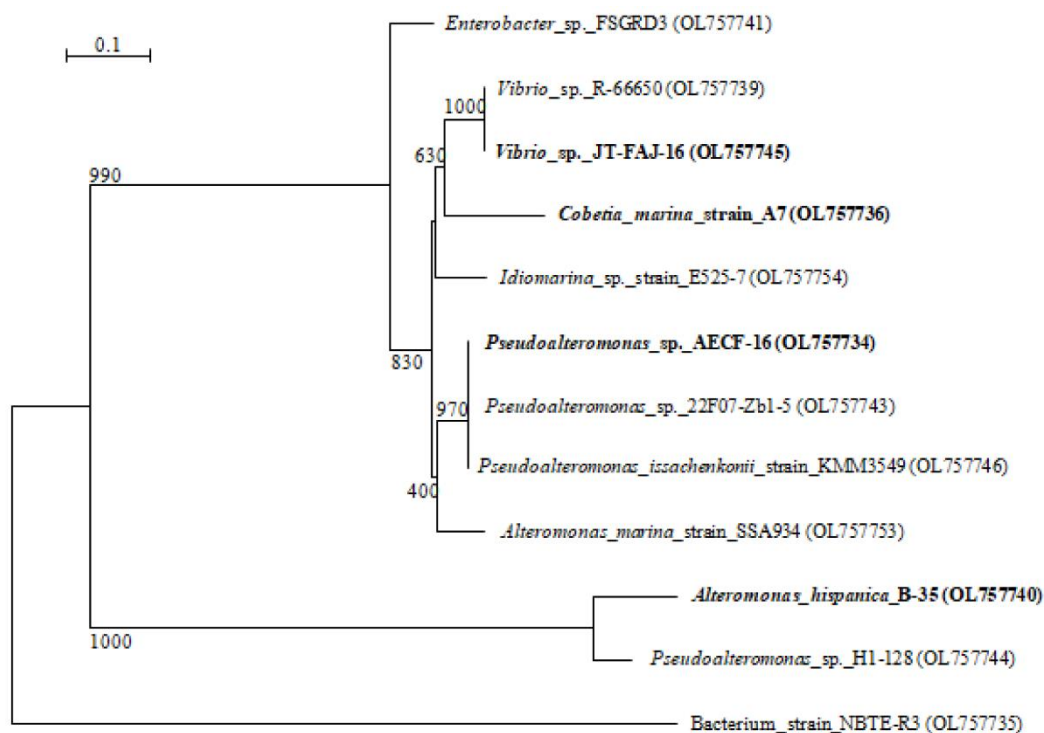 Enterobacter_sp._FSGRD3 (OL757741)
0.1
Vibrio_sp._R-66650 (OL757739)
1000
Vibrio_sp._JT-FAJ-16 (OL757745)
630
990
Cobetia_marina_strain_A7 (OL757736)
Idiomarina_sp._strain_E525-7 (OL757754)
Pseudoalteromonas_sp._AECF-16 (OL757734)
830
970
Pseudoalteromonas_sp._22F07-Zb1-5 (OL757743)
Pseudoalteromonas_issachenkonii_strain_KMM3549 (OL757746)
400
Alteromonas_marina_strain_SSA934 (OL757753)
Alteromonas_hispanica_B-35 (OL757740)
1000
Pseudoalteromonas_sp._H1-128 (OL757744)
Bacterium_strain_NBTE-R3 (OL757735)